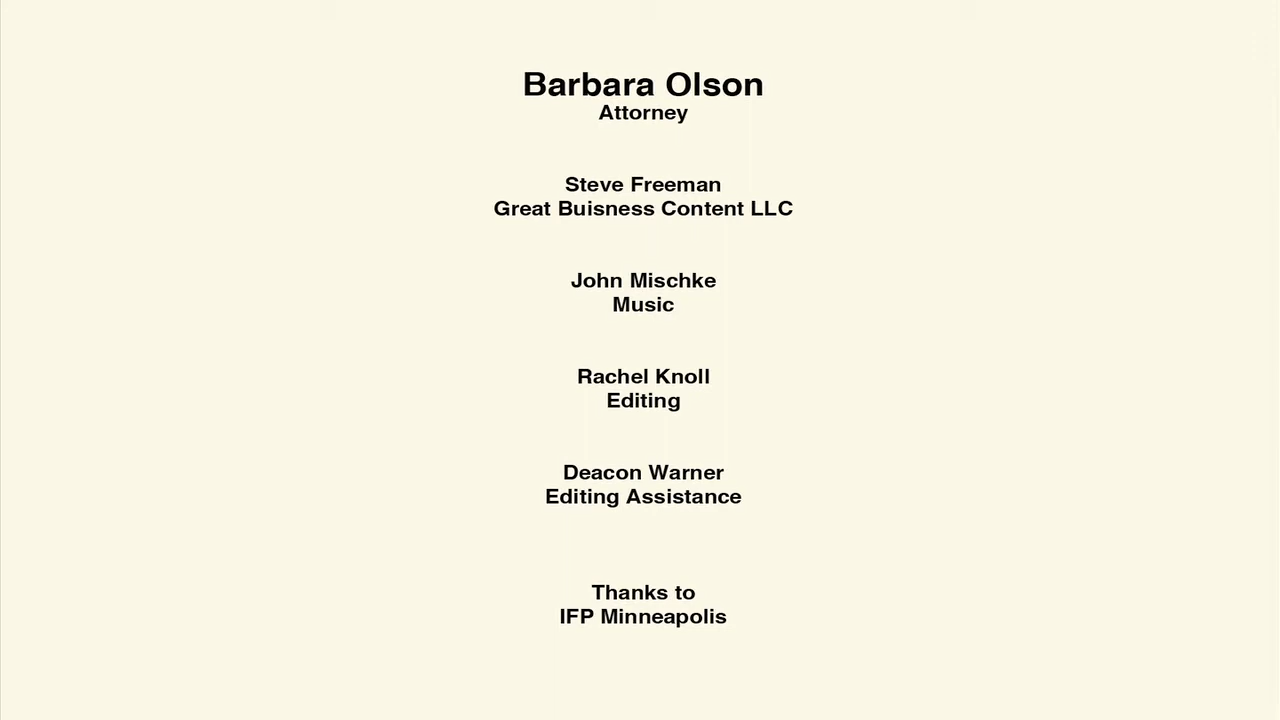 Barbara Olson
Attorney
Steve Freeman
Great Buisness Content LLC
John Mischke
Music
Rachel Knoll
Editing
Deacon Warner
Editing Assistance
Thanks to
IFP Minneapolis